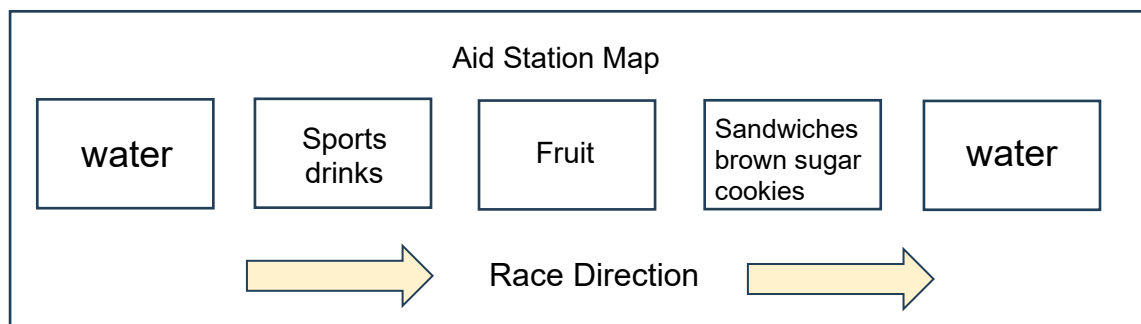 Aid Station Map
water
Sports
drinks
Fruit
Sandwiches
brown sugar
cookies
water
Race Direction